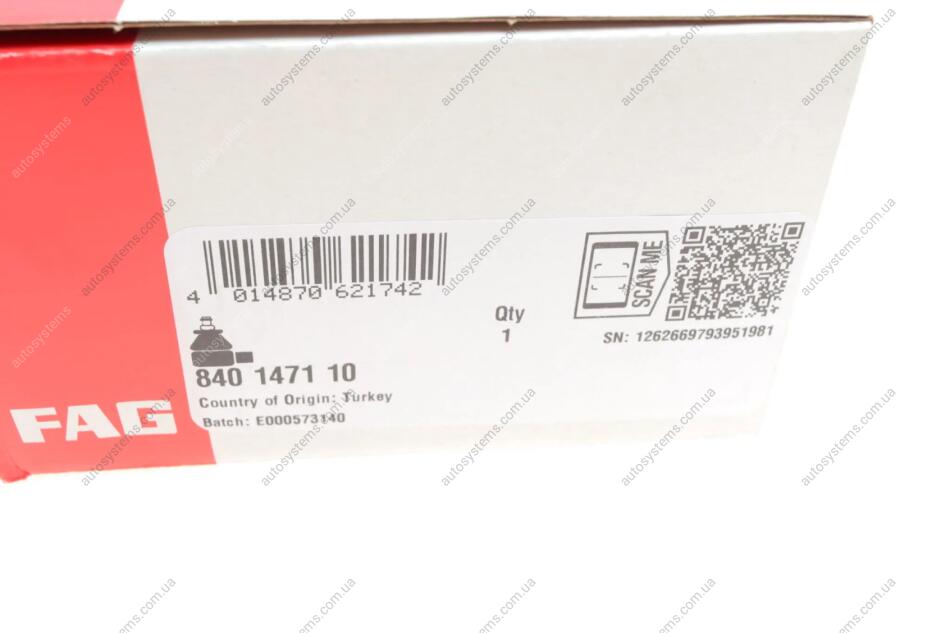 4 014870 621742
SCAN ME
Qty
1
SN: 1262669793951981
840 1471 10
Country of Origin: Turkey
Batch: E000573140
FAG
autosystems.com.ua